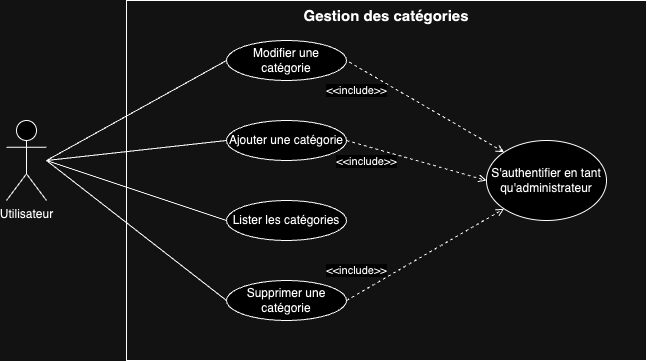 Gestion des catégories
Modifier une
catégorie
<<include>>
Ajouter une catégorie
<<include>>
S'authentifier en tant
qu'administrateur
Utilisateur
Lister les catégories
<<include>>
Supprimer une
catégorie